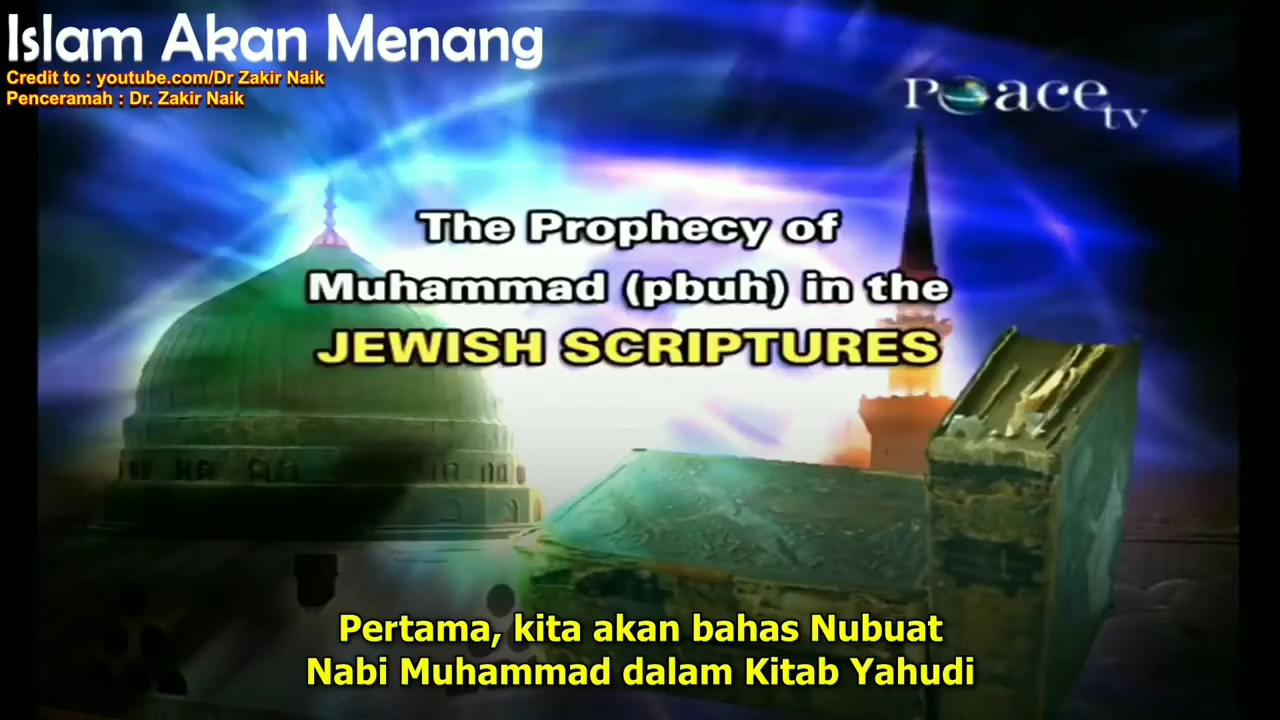 Islam Akan Menang
Credit to : youtube.com/Dr Zakir Naik
Penceramah : Dr. Zakir Naik
Peace
tv
The Prophecy of
Muhammad (pbuh) in the
JEWISH SCRIPTURES
Pertama, kita akan bahas Nubuat
Nabi Muhammad dalam Kitab Yahudi